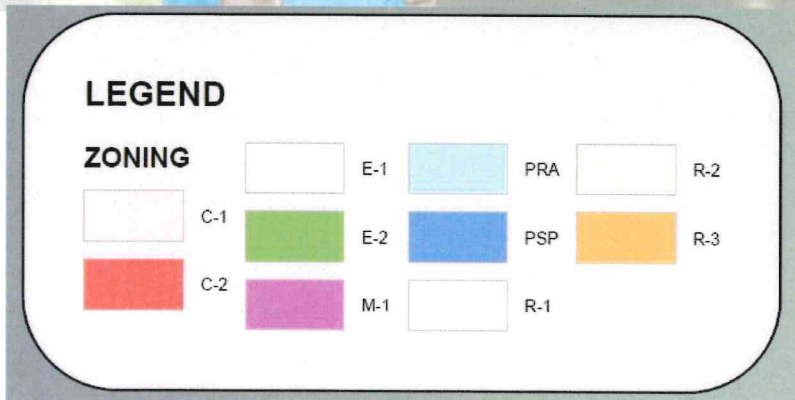 LEGEND
ZONING
C-1
C-2
E-1
E-2
M-1
PRA
PSP
R-1
R-2
R-3